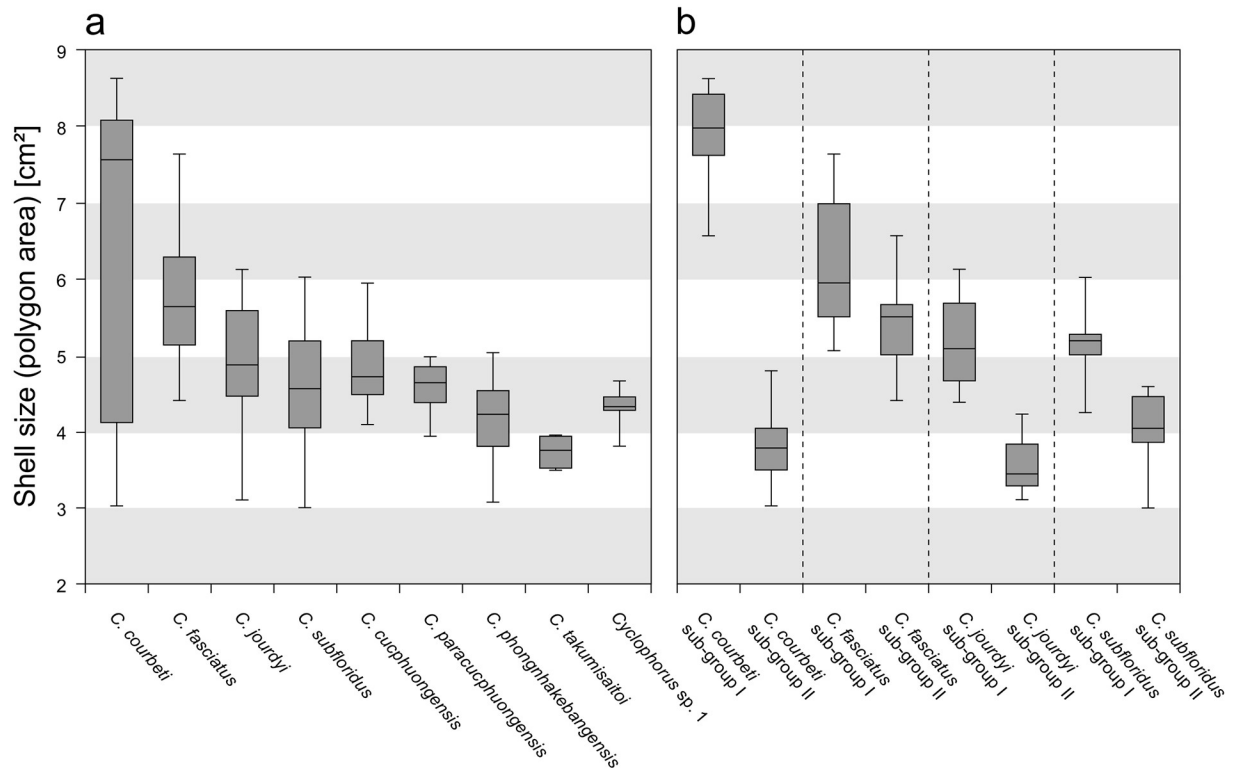 a
b
Shell size (polygon area) [cm²]
9
8
7
6
5
4
3
2
C. courbeti
C. fasciatus
C. jourdyi
C. subfloridus
C. cucphuongensis
C. paracucphuongensis
C. phongnhakebangensis
C. takumisaitoi
Cyclophorus sp. 1
C. courbeti
sub-group I
C. courbeti
sub-group II
C. fasciatus
sub-group I
C. fasciatus
sub-group II
C. jourdyi
sub-group I
C. jourdyi
sub-group II
C. subfloridus
sub-group I
C. subfloridus
sub-group II